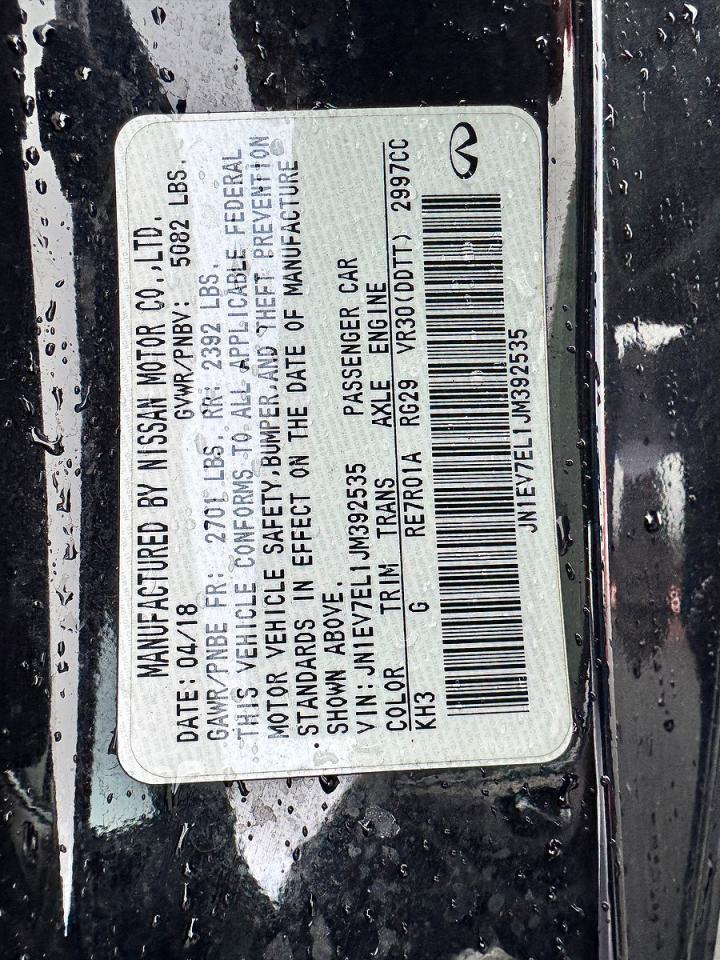 MANUFACTURED BY NISSAN MOTOR CO.,LTD.
DATE: 04/18 GVWR/PNBV: 5082 LBS.
GAWR/PNBE FR: 2701 LBS. RR: 2392 LBS.
THIS VEHICLE CONFORMS TO ALL APPLICABLE FEDERAL
MOTOR VEHICLE SAFETY,BUMPER,AND THEFT PREVENTION
STANDARDS IN EFFECT ON THE DATE OF MANUFACTURE
SHOWN ABOVE.
VIN:JN1EV7EL1JM392535 PASSENGER CAR
COLOR TRIM TRANS AXLE ENGINE
KH3 G RE7R01A RG29 VR30(DDTT) 2997CC
JN1EV7EL1JM392535